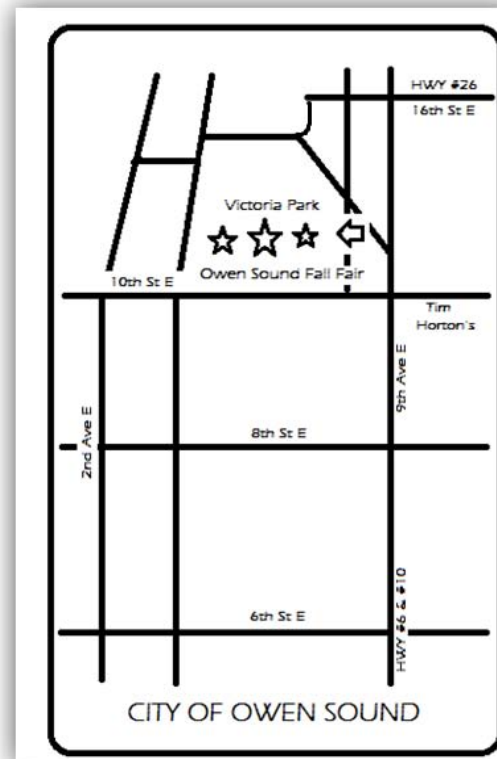 HWY #26
16th St E
Victoria Park
Owen Sound Fall Fair
10th St E
Tim
Horton's
2nd Ave E
9th Ave E
8th St E
HWY #6 & #10
6th St E
CITY OF OWEN SOUND